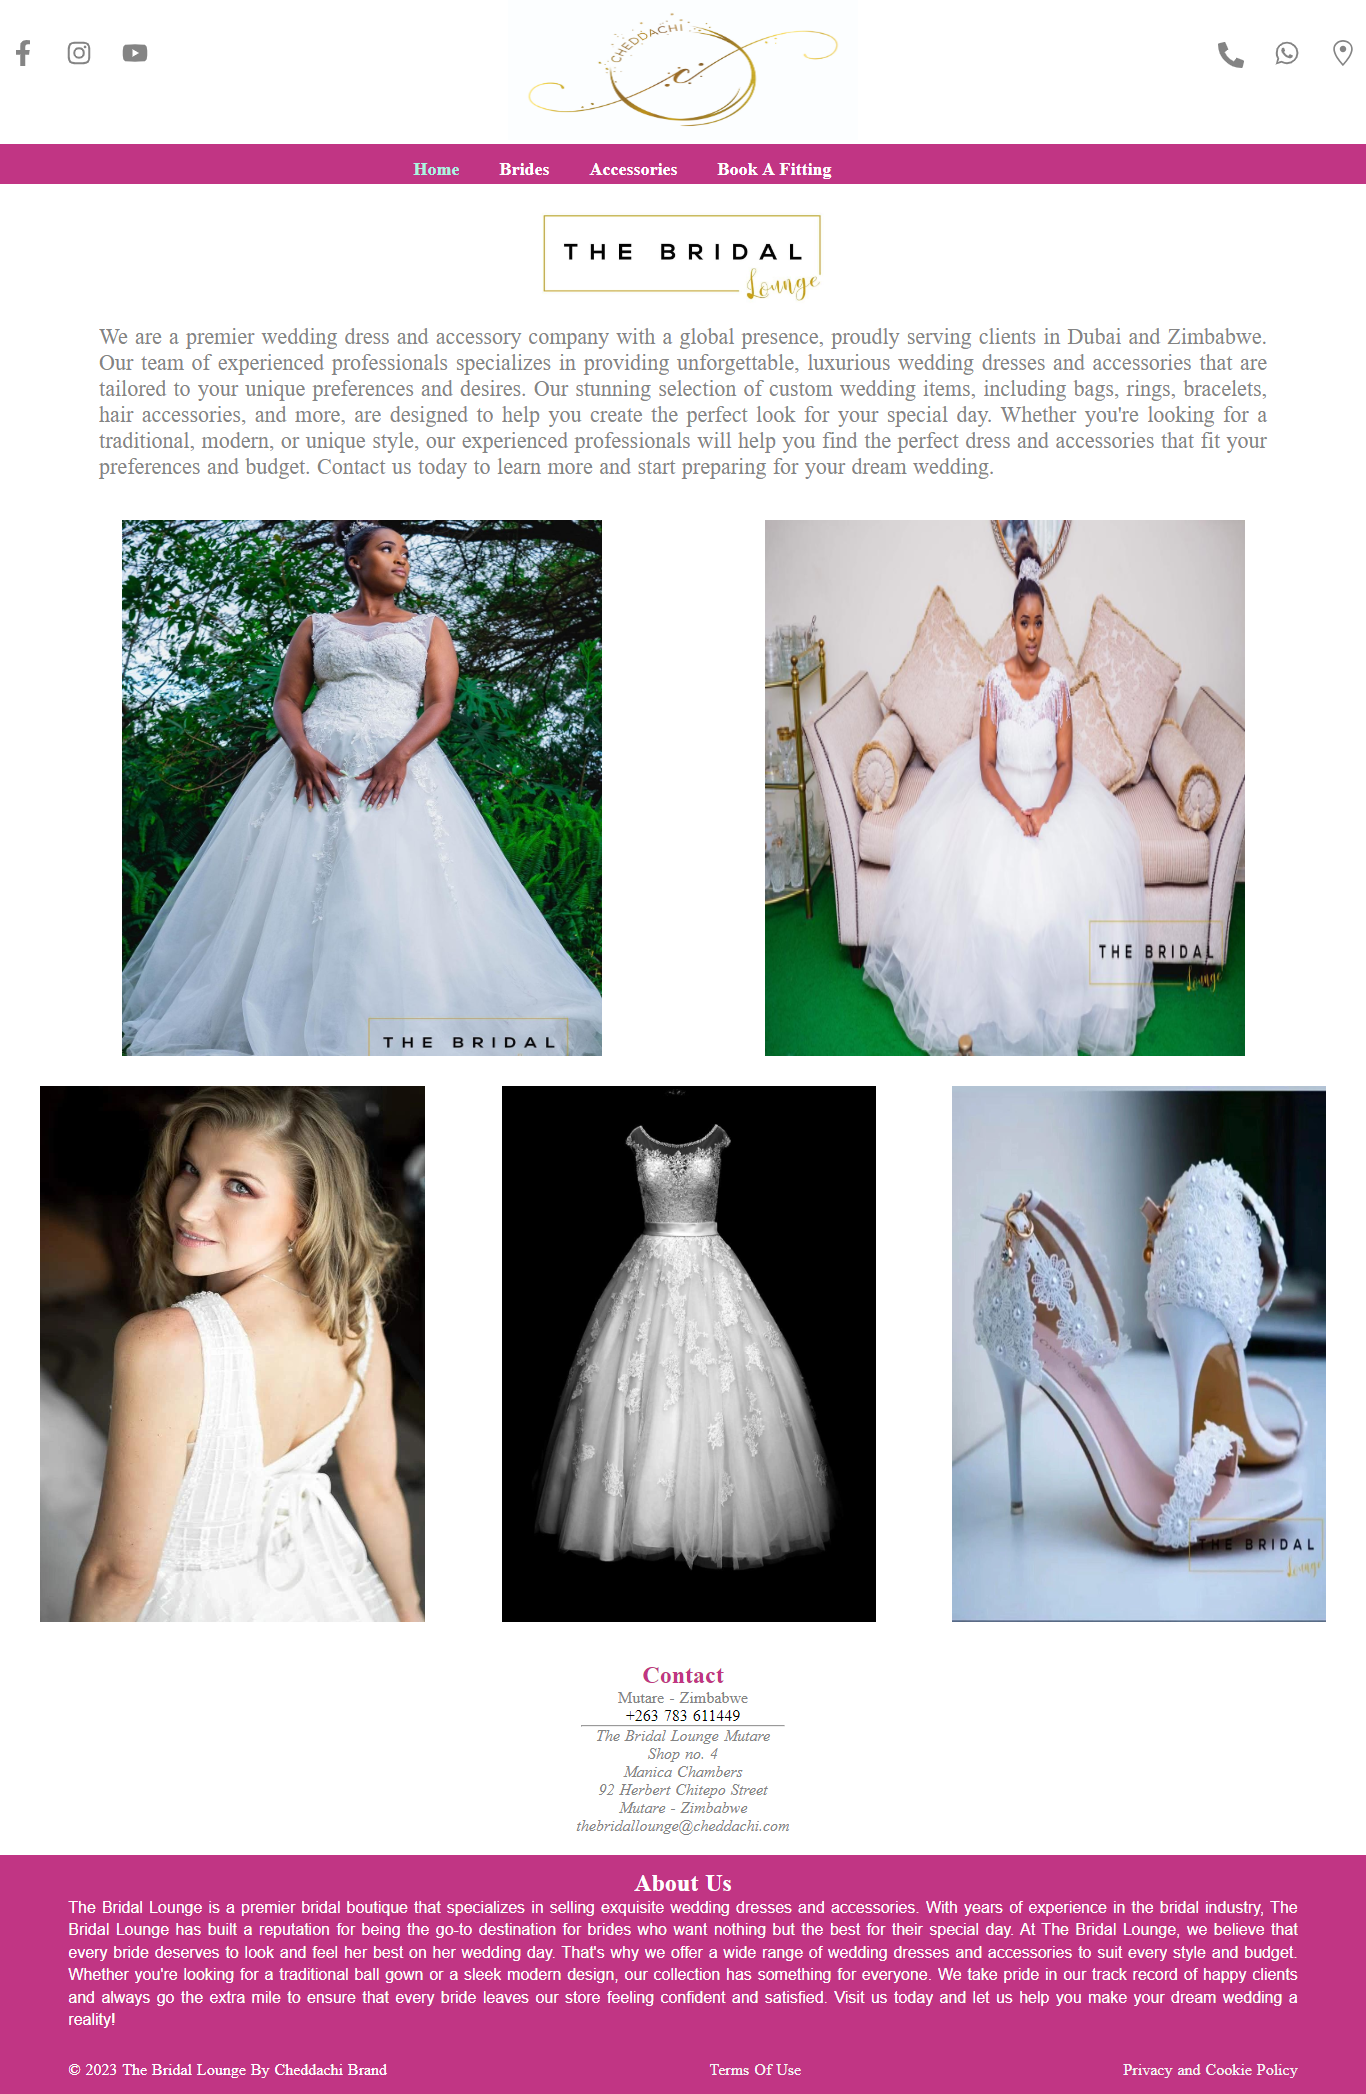 CHEDDACHI
C
Home Brides Accessories Book A Fitting
THE BRIDAL
Lounge
We are a premier wedding dress and accessory company with a global presence, proudly serving clients in Dubai and Zimbabwe.
Our team of experienced professionals specializes in providing unforgettable, luxurious wedding dresses and accessories that are
tailored to your unique preferences and desires. Our stunning selection of custom wedding items, including bags, rings, bracelets,
hair accessories, and more, are designed to help you create the perfect look for your special day. Whether you're looking for a
traditional, modern, or unique style, our experienced professionals will help you find the perfect dress and accessories that fit your
preferences and budget. Contact us today to learn more and start preparing for your dream wedding.
THE BRIDAL
THE BRIDAL
Lounge
THE BRIDAL
Lounge
Contact
Mutare - Zimbabwe
+263 783 611449
The Bridal Lounge Mutare
Shop no. 4
Manica Chambers
92 Herbert Chitepo Street
Mutare - Zimbabwe
thebridallounge@cheddachi.com
About Us
The Bridal Lounge is a premier bridal boutique that specializes in selling exquisite wedding dresses and accessories. With years of experience in the bridal industry, The
Bridal Lounge has built a reputation for being the go-to destination for brides who want nothing but the best for their special day. At The Bridal Lounge, we believe that
every bride deserves to look and feel her best on her wedding day. That's why we offer a wide range of wedding dresses and accessories to suit every style and budget.
Whether you're looking for a traditional ball gown or a sleek modern design, our collection has something for everyone. We take pride in our track record of happy clients
and always go the extra mile to ensure that every bride leaves our store feeling confident and satisfied. Visit us today and let us help you make your dream wedding a
reality!
© 2023 The Bridal Lounge By Cheddachi Brand Terms Of Use Privacy and Cookie Policy